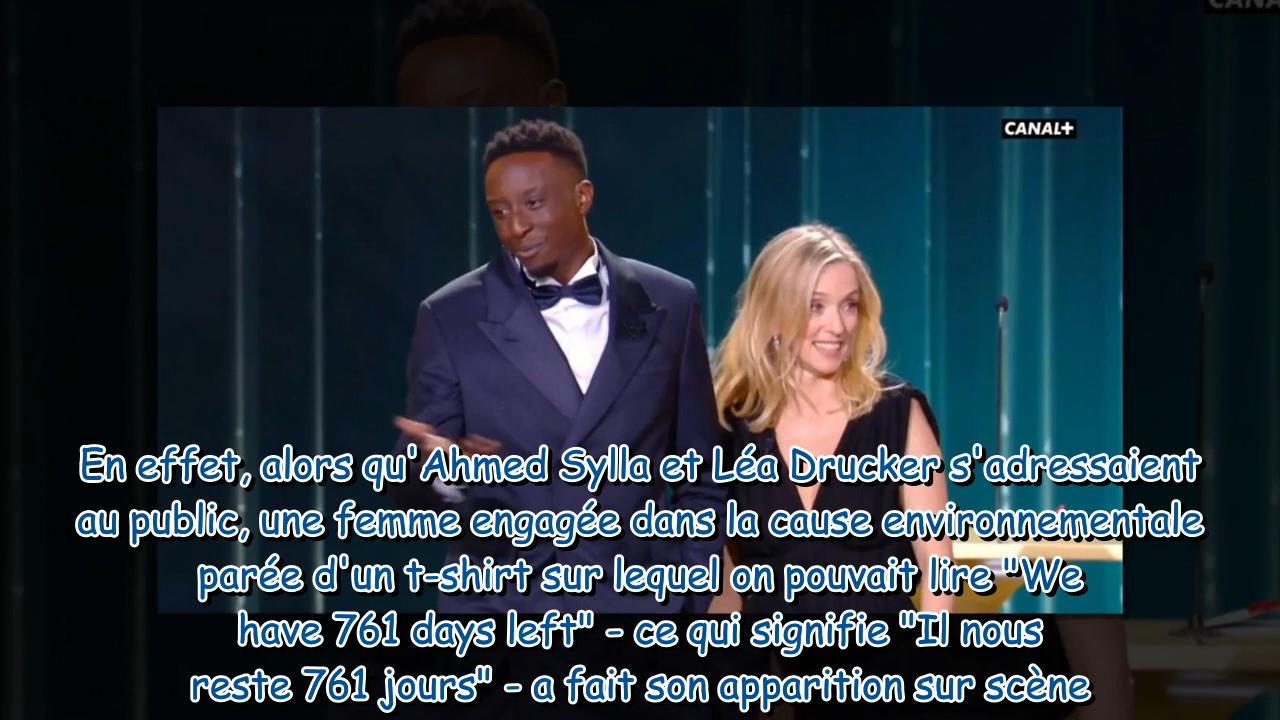 CANAL+
En effet, alors qu'Ahmed Sylla et Léa Drucker s'adressaient
au public, une femme engagée dans la cause environnementale
parée d'un t-shirt sur lequel on pouvait lire "We
have 761 days left" - ce qui signifie "Il nous
reste 761 jours" - a fait son apparition sur scène